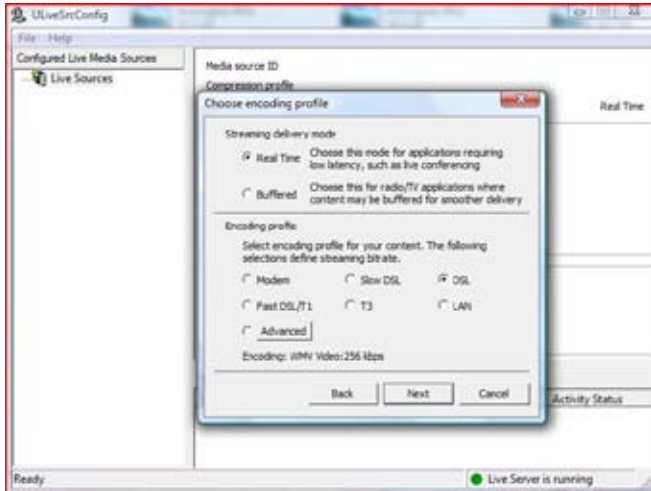 ULiveSrcConfig
File Help
Configured Live Media Sources
Live Sources
Media source ID
Compression profile
Real Time
Choose encoding profile
Streaming delivery mode
Real Time Choose this mode for applications requiring
low latency, such as live conferencing
Buffered Choose this for radio/TV applications where
content may be buffered for smoother delivery
Encoding profile
Select encoding profile for your content. The following
selections define streaming bitrate.
Modem Slow DSL DSL
Fast DSL/T1 T3 LAN
Advanced
Encoding: WMV Video:256 kbps
Back Next Cancel
Activity Status
Ready Live Server is running